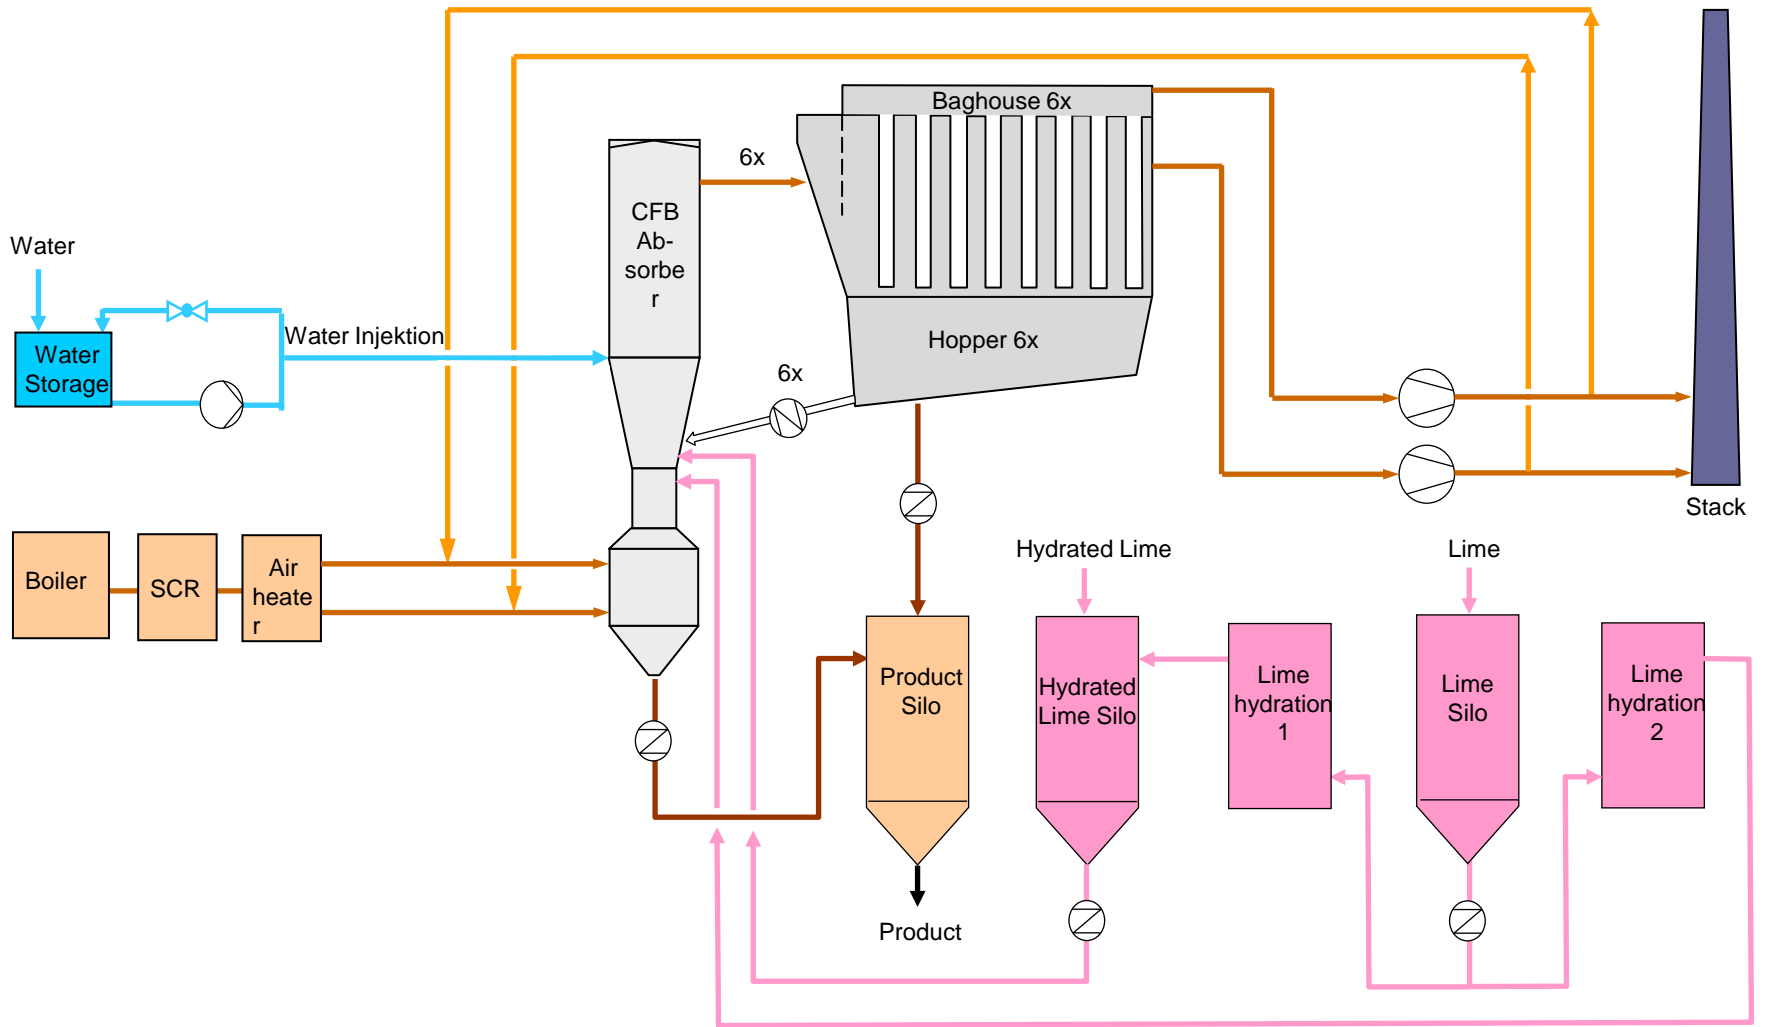 Baghouse 6x
6x
CFB
Ab-
sorbe
r
Water
Water Injektion
Water
Storage
Hopper 6x
6x
Stack
Boiler
SCR
Air
heate
r
Hydrated Lime
Lime
Product
Silo
Hydrated
Lime Silo
Lime
hydration
1
Lime
Silo
Lime
hydration
2
Product